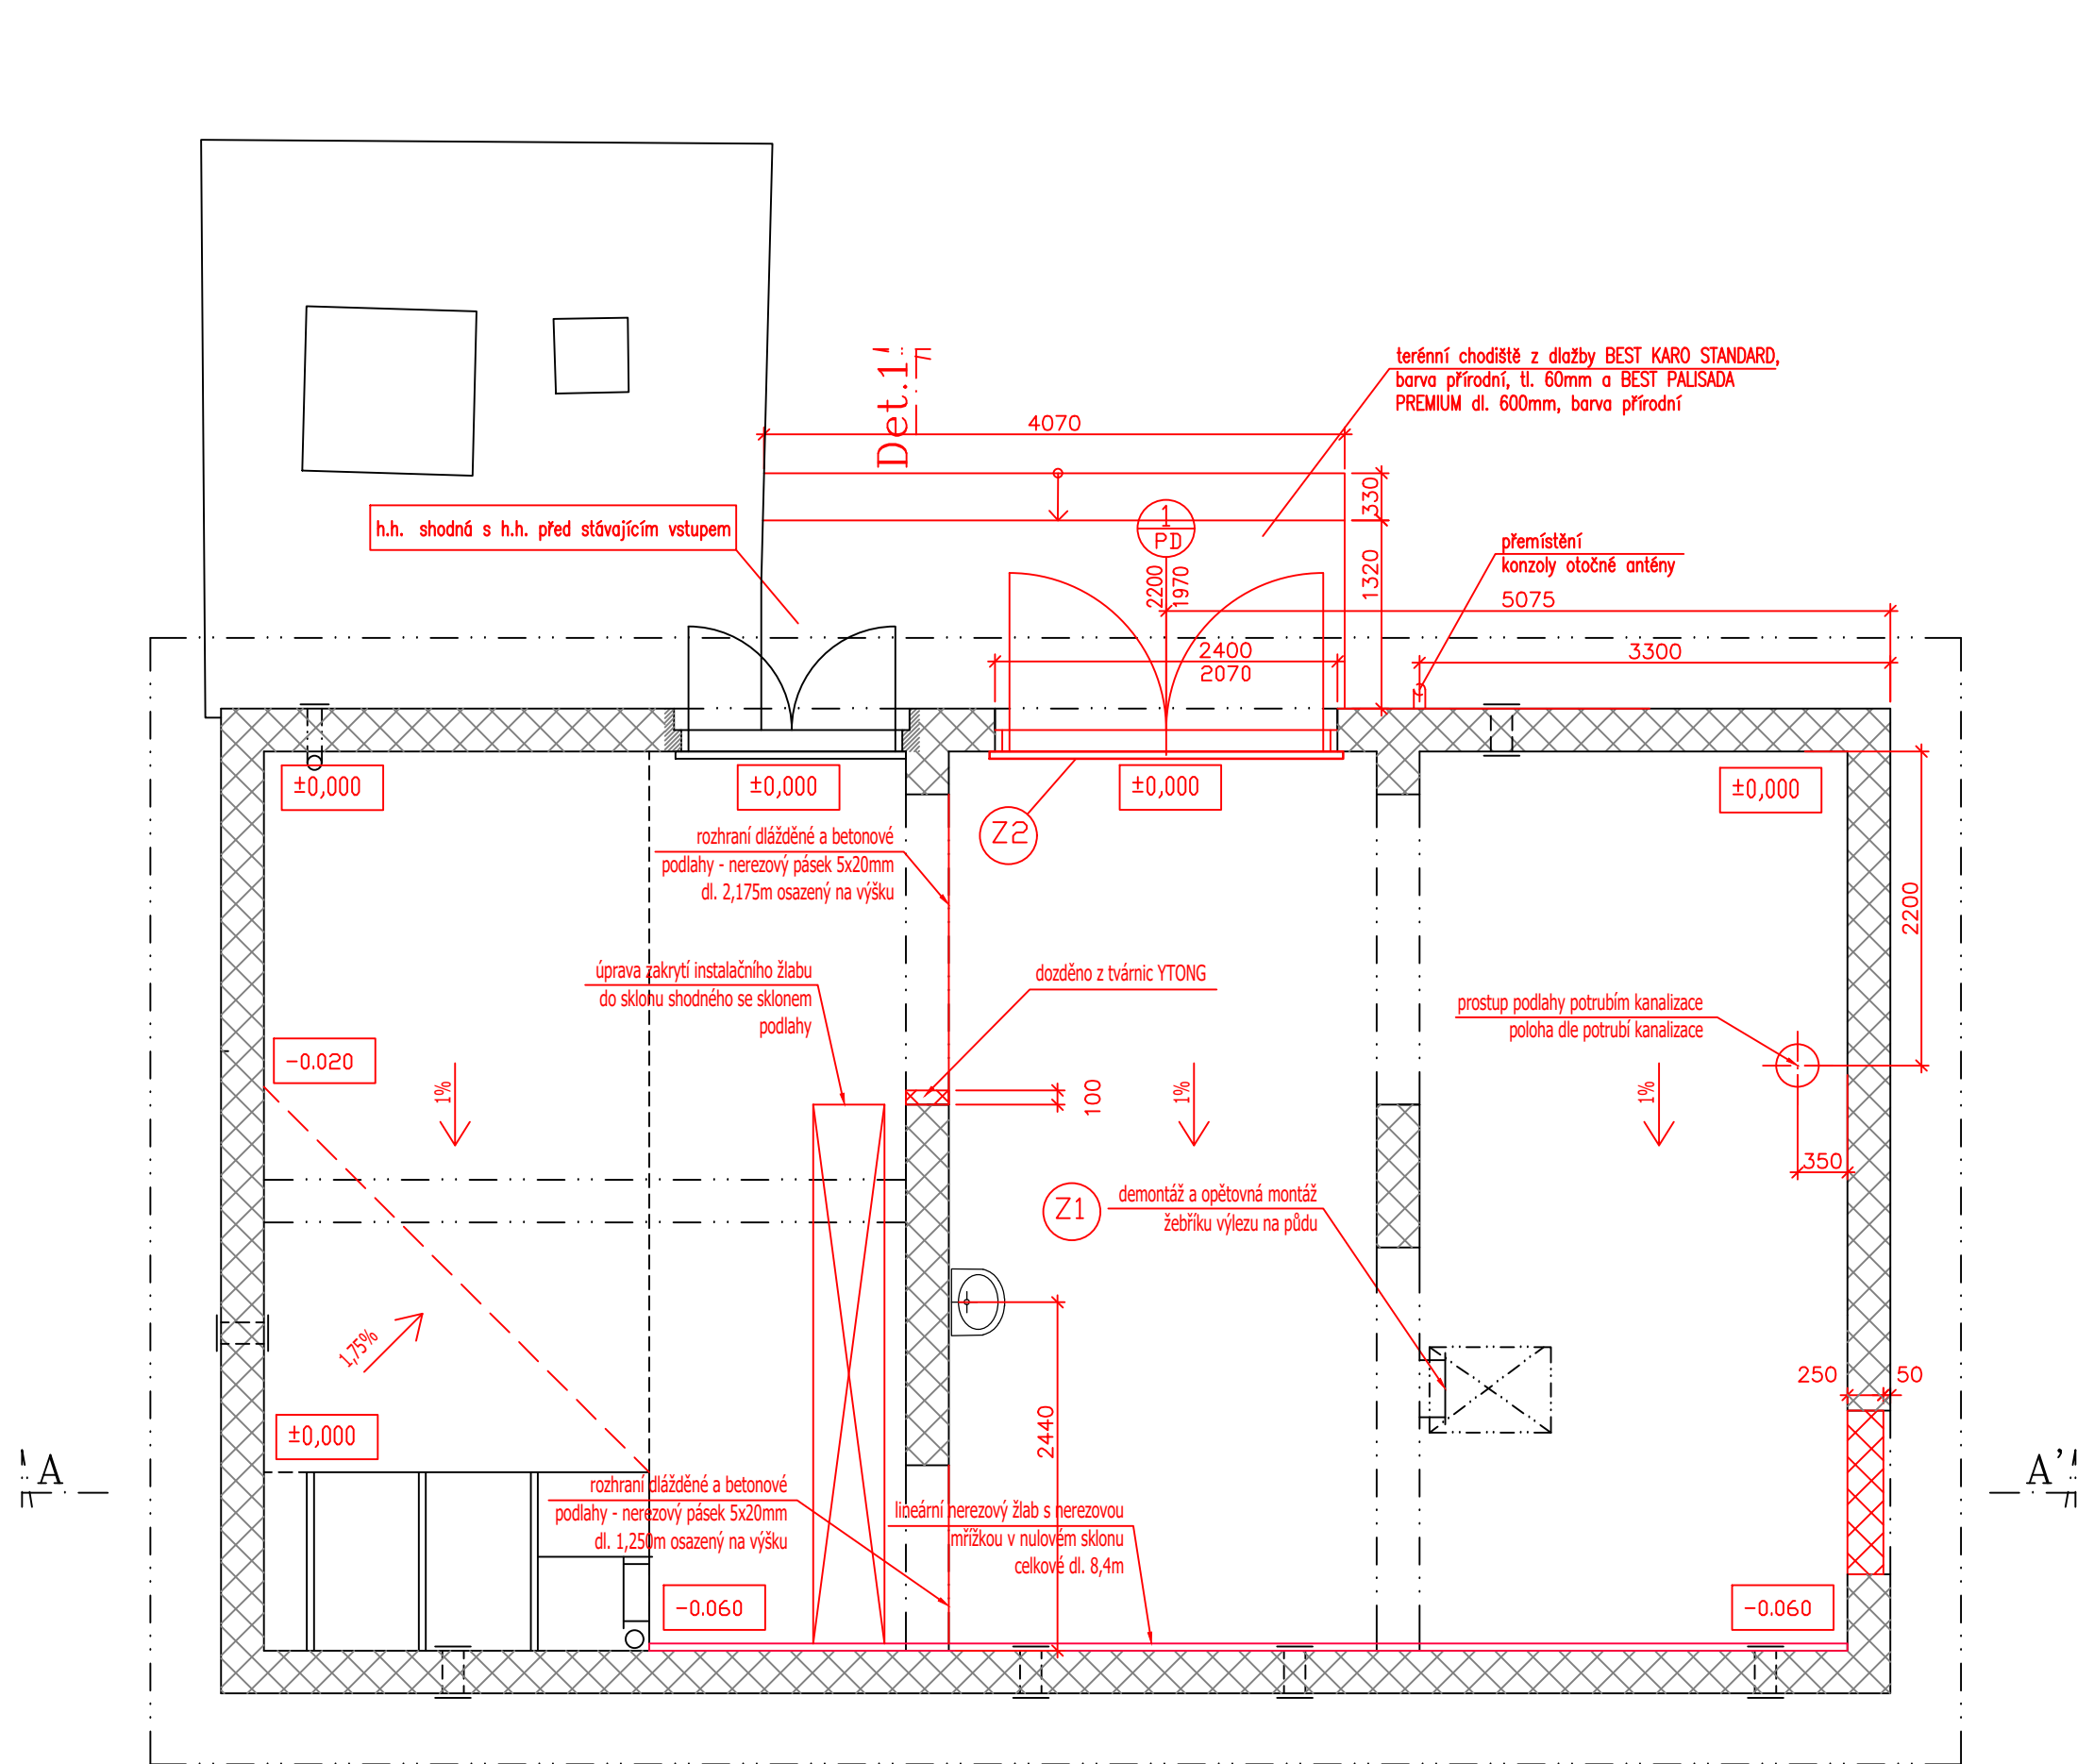 Det.1'
terénní chodiště z dlažby BEST KARO STANDARD,
barva přírodní, tl. 60mm a BEST PALISADA
PREMIUM dl. 600mm, barva přírodní
4070
330
h.h. shodná s h.h. před stávajícím vstupem
1
PD
2200
1970
1320
přemístění
konzoly otočné antény
5075
2400
2070
3300
±0,000
±0,000
±0,000
±0,000
Z2
rozhraní dlážděné a betonové
podlahy - nerezový pásek 5x20mm
dl. 2,175m osazený na výšku
2200
úprava zakrytí instalačního žlabu
do sklonu shodného se sklonem
podlahy
dozděno z tvárnic YTONG
prostup podlahy potrubím kanalizace
poloha dle potrubí kanalizace
-0.020
1%
100
1%
1%
350
Z1
demontáž a opětovná montáž
žebříku výlezu na půdu
1,75%
250
50
±0,000
2440
A
A'
rozhraní dlážděné a betonové
podlahy - nerezový pásek 5x20mm
dl. 1,250m osazený na výšku
lineární nerezový žlab s nerezovou
mřížkou v nulovém sklonu
celkové dl. 8,4m
-0.060
-0.060